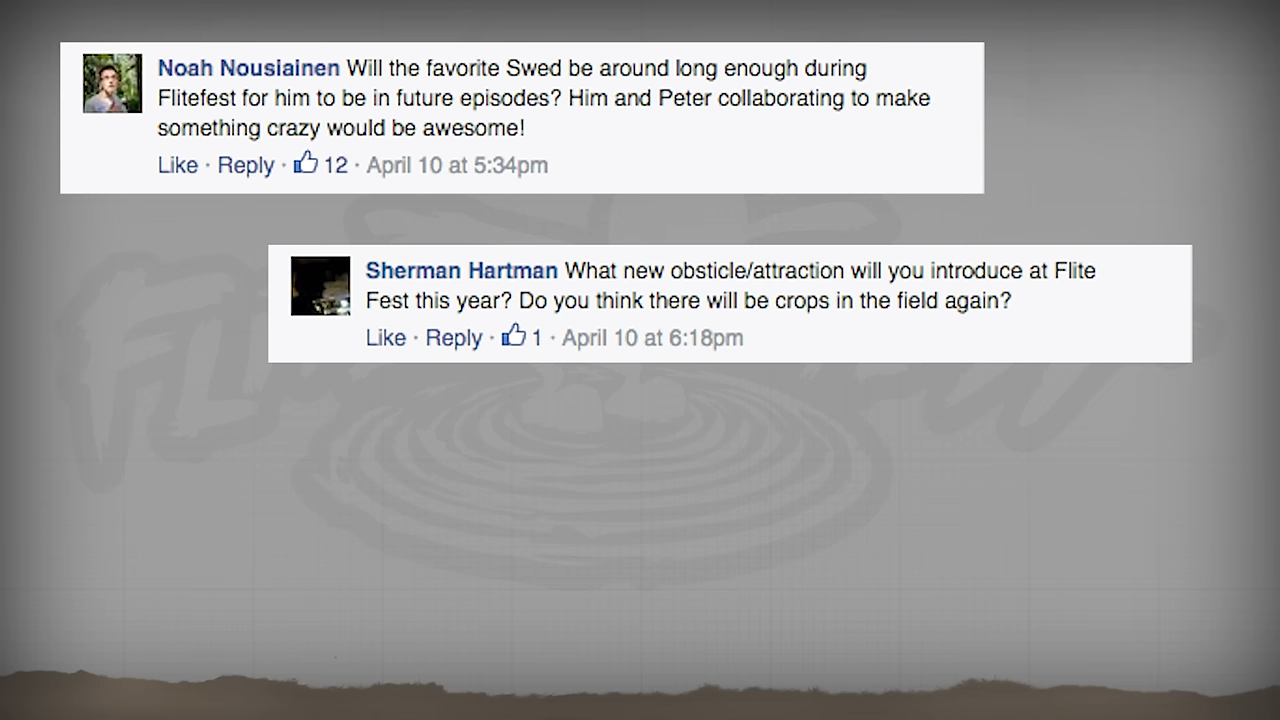 Noah Nousiainen Will the favorite Swed be around long enough during
Flitefest for him to be in future episodes? Him and Peter collaborating to make
something crazy would be awesome!
Like · Reply · 12 · April 10 at 5:34pm
Sherman Hartman What new obsticle/attraction will you introduce at Flite
Fest this year? Do you think there will be crops in the field again?
Like · Reply · 1 · April 10 at 6:18pm